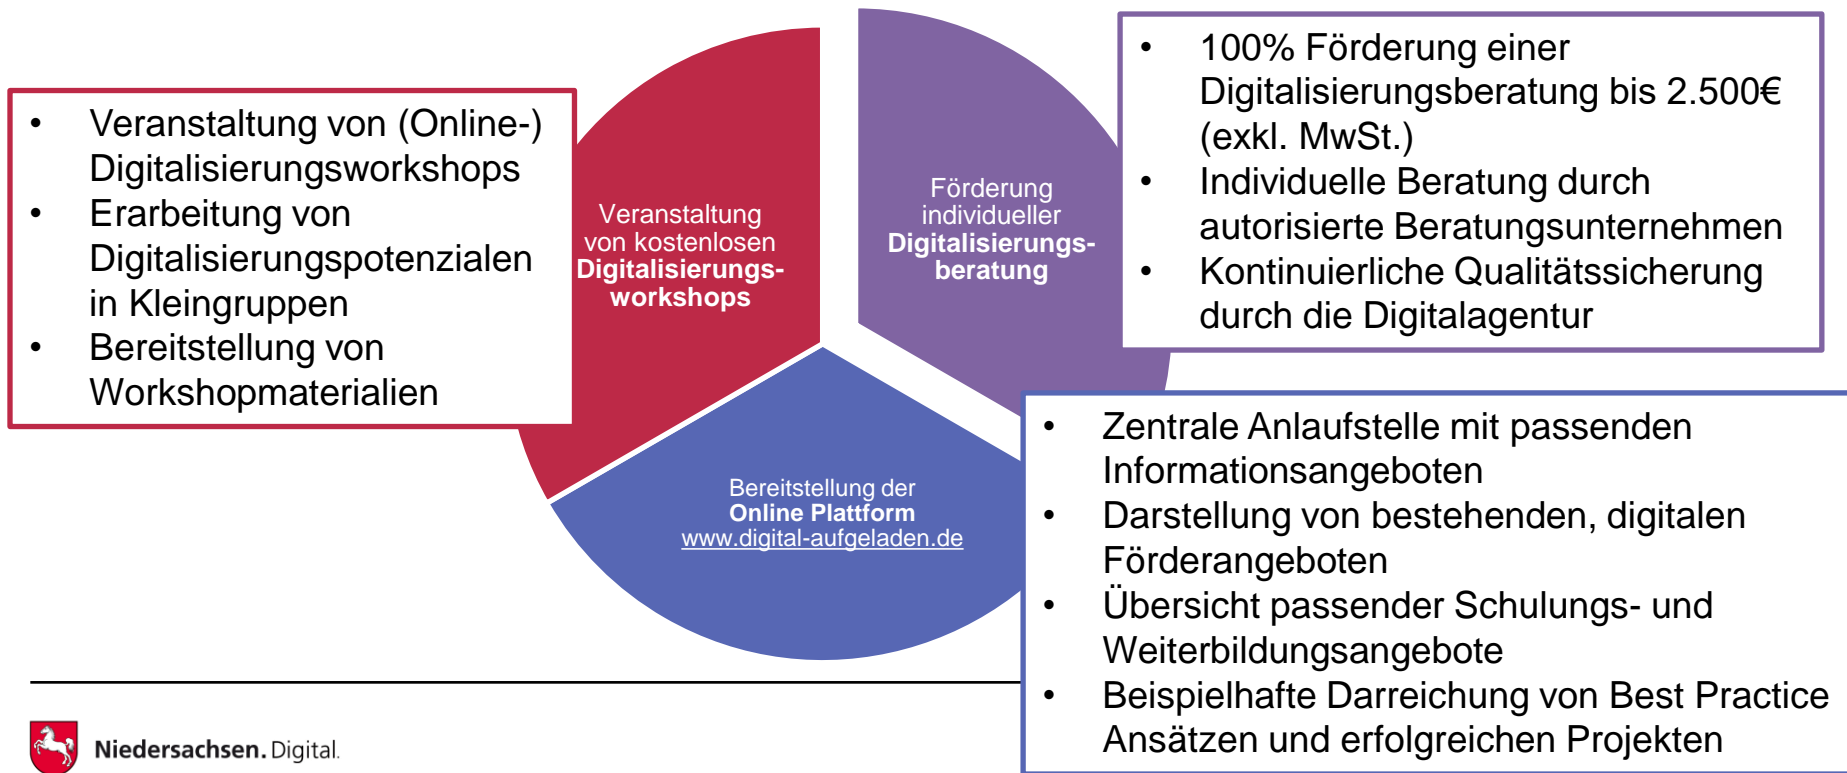 • Veranstaltung von (Online-)
Digitalisierungsworkshops
• Erarbeitung von
Digitalisierungspotenzialen
in Kleingruppen
• Bereitstellung von
Workshopmaterialien
Veranstaltung
von kostenlosen
Digitalisierungs-
workshops
Förderung
individueller
Digitalisierungs-
beratung
• 100% Förderung einer
Digitalisierungsberatung bis 2.500€
(exkl. MwSt.)
• Individuelle Beratung durch
autorisierte Beratungsunternehmen
• Kontinuierliche Qualitätssicherung
durch die Digitalagentur
Bereitstellung der
Online Plattform
www.digital-aufgeladen.de
• Zentrale Anlaufstelle mit passenden
Informationsangeboten
• Darstellung von bestehenden, digitalen
Förderangeboten
• Übersicht passender Schulungs- und
Weiterbildungsangebote
• Beispielhafte Darreichung von Best Practice
Ansätzen und erfolgreichen Projekten
Niedersachsen. Digital.